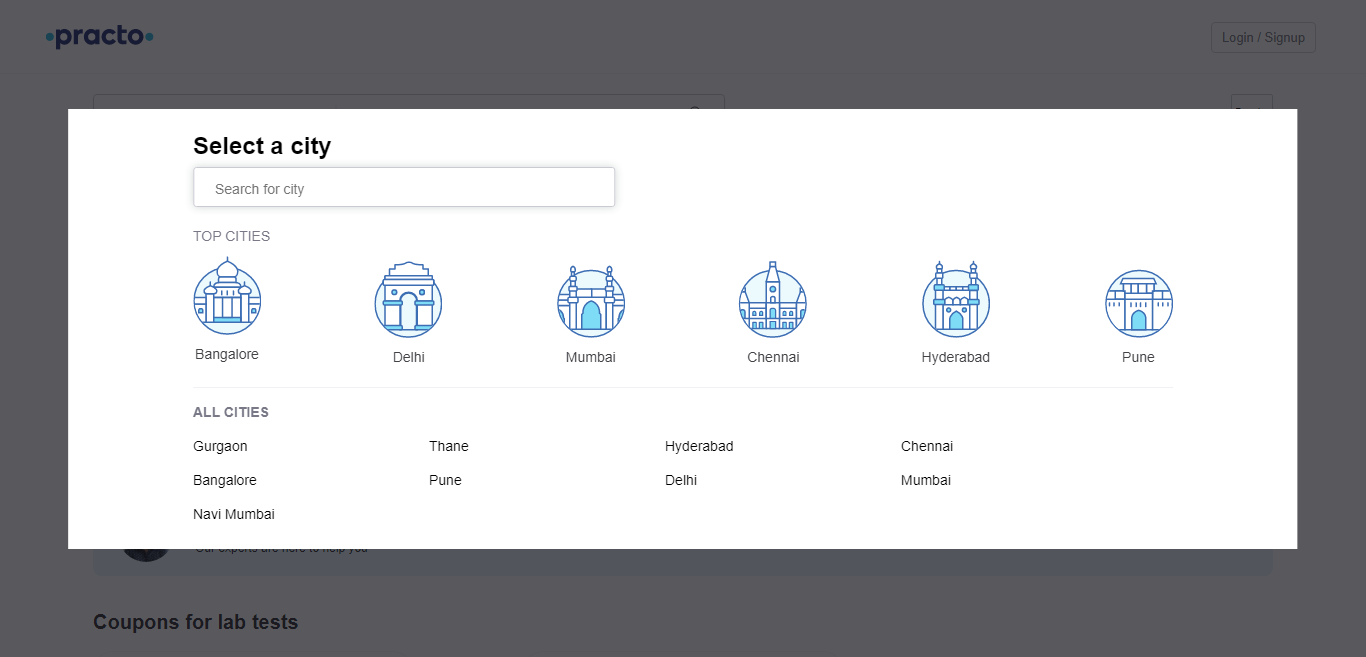 practo
Login / Signup
Select a city
Search for city
TOP CITIES
Bangalore
Delhi
Mumbai
Chennai
Hyderabad
Pune
ALL CITIES
Gurgaon
Thane
Hyderabad
Chennai
Bangalore
Pune
Delhi
Mumbai
Navi Mumbai
Our experts are here to help you
Coupons for lab tests